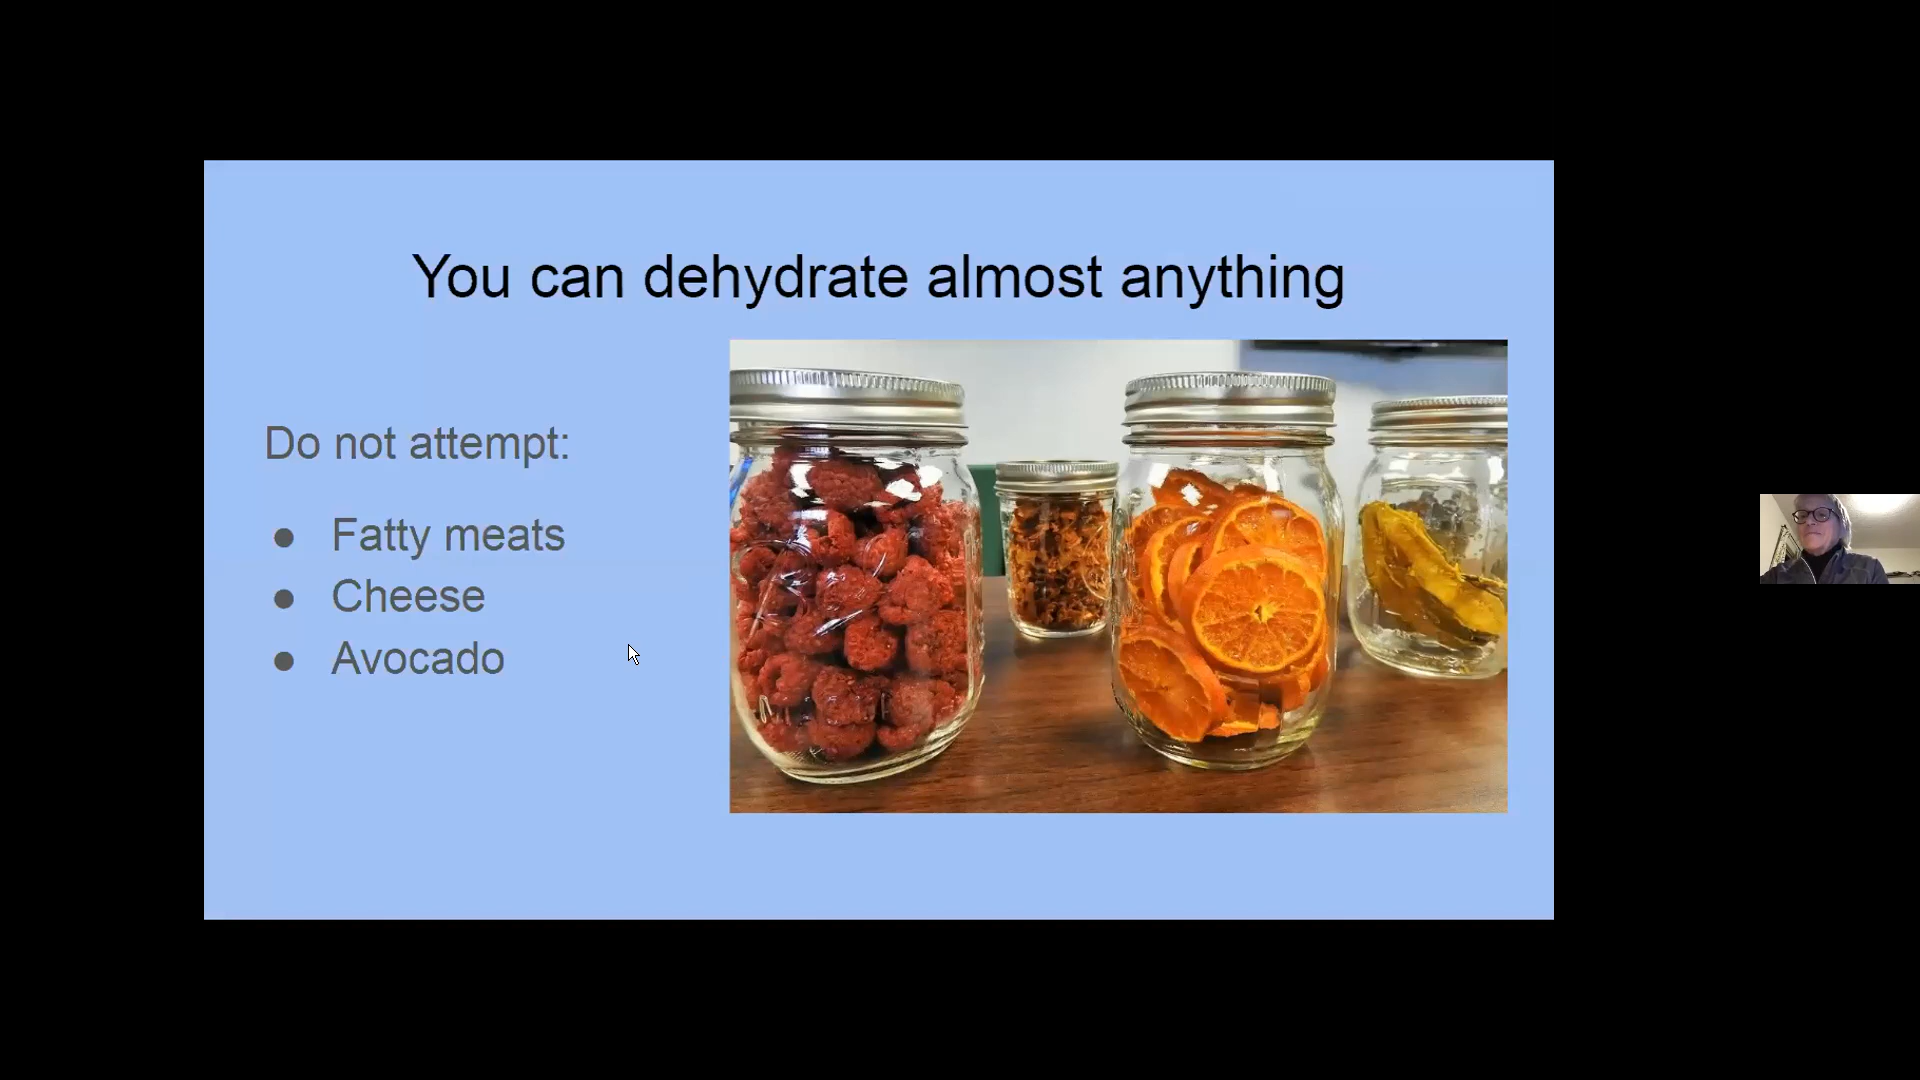 You can dehydrate almost anything
Do not attempt:
● Fatty meats
● Cheese
● Avocado